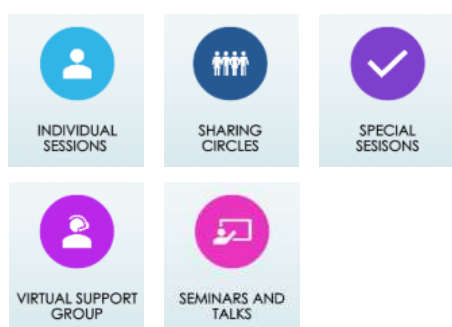 INDIVIDUAL
SESSIONS
SHARING
CIRCLES
SPECIAL
SESISONS
VIRTUAL SUPPORT
GROUP
SEMINARS AND
TALKS